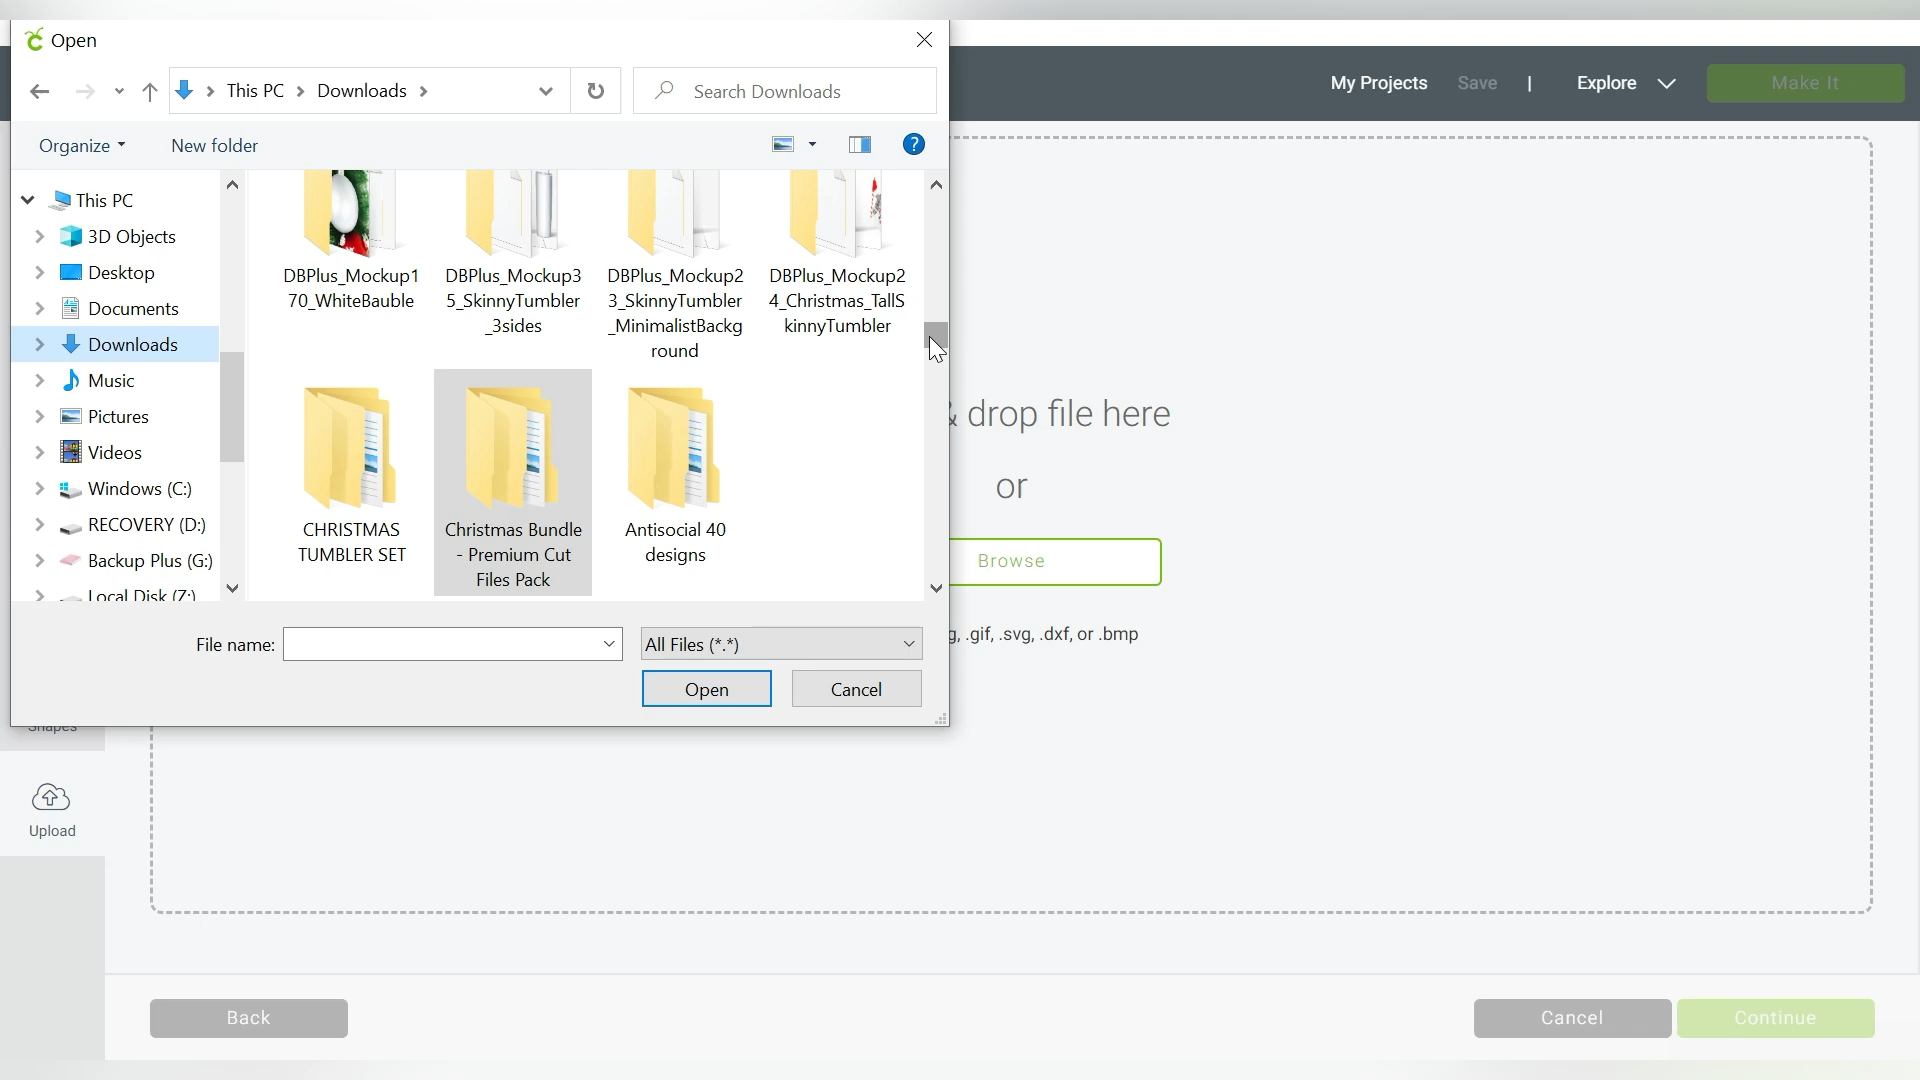 Open
This PC > Downloads >
Search Downloads
My Projects Save | Explore
Make It
Organize
New folder
This PC
3D Objects
Desktop
Documents
Downloads
Music
Pictures
Videos
Windows (C:)
RECOVERY (D:)
Backup Plus (G:)
Local Disk (Z:)
DBPlus_Mockup1
70_WhiteBauble
DBPlus_Mockup3
5_SkinnyTumbler
_3sides
DBPlus_Mockup2
3_SkinnyTumbler
_MinimalistBackg
round
DBPlus_Mockup2
4_Christmas_TallS
kinnyTumbler
CHRISTMAS
TUMBLER SET
Christmas Bundle
- Premium Cut
Files Pack
Antisocial 40
designs
File name:
All Files (*.*)
Open
Cancel
& drop file here
or
Browse
.gif, .svg, .dxf, or .bmp
Shapes
Upload
Back
Cancel
Continue